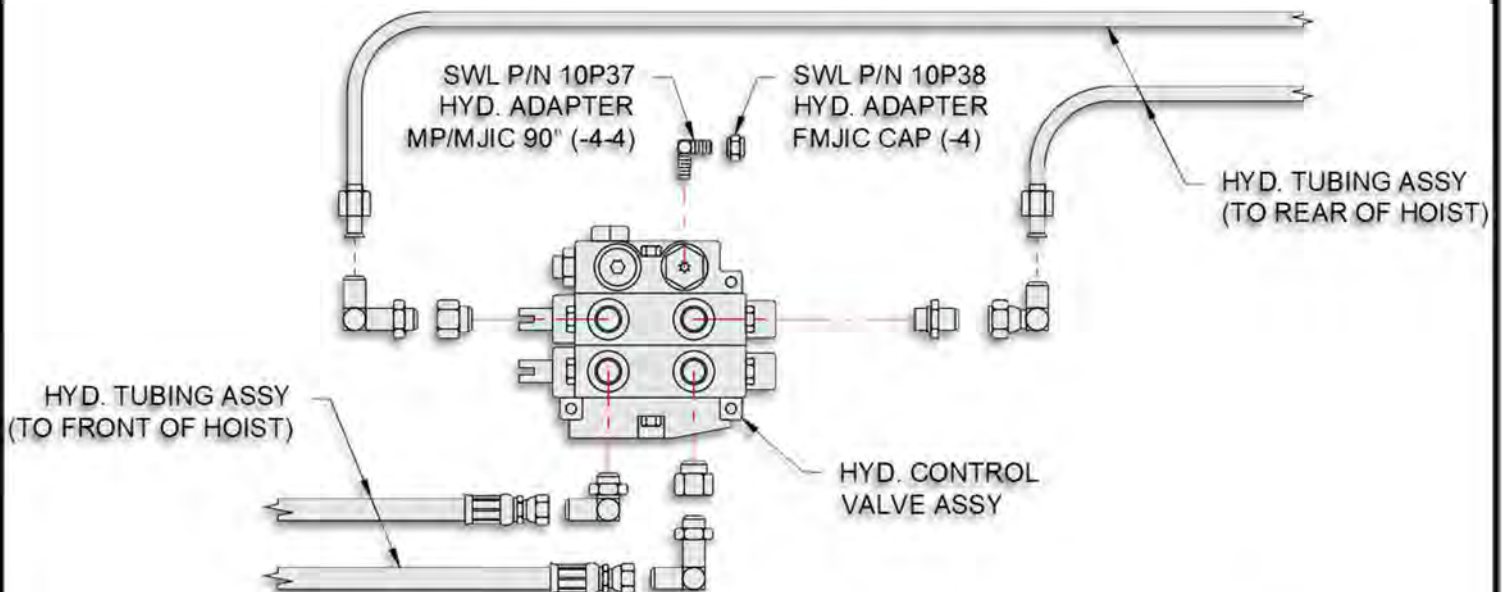 SWL P/N 10P37
HYD. ADAPTER
MP/MJIC 90" (-4-4)
SWL P/N 10P38
HYD. ADAPTER
FMJIC CAP (-4)
HYD. TUBING ASSY
(TO REAR OF HOIST)
HYD. TUBING ASSY
(TO FRONT OF HOIST)
HYD. CONTROL
VALVE ASSY